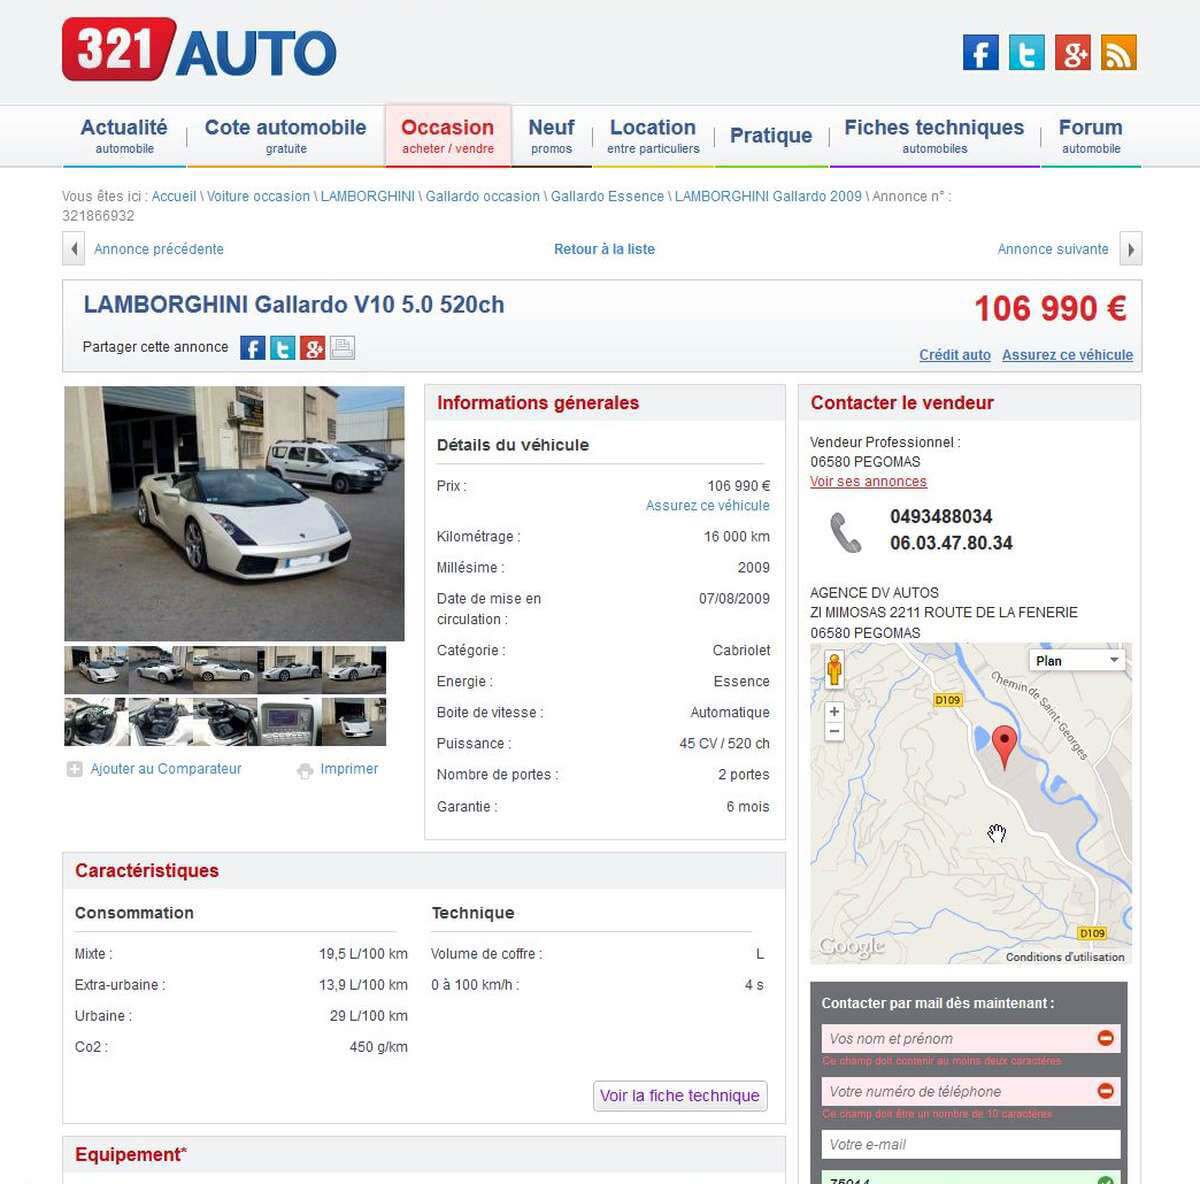 321 AUTO
Actualité
automobile
Cote automobile
gratuite
Occasion
acheter / vendre
Neuf
promos
Location
entre particuliers
Pratique
Fiches techniques
automobiles
Forum
automobile
Vous êtes ici : Accueil \ Voiture occasion \ LAMBORGHINI \ Gallardo occasion \ Gallardo Essence \ LAMBORGHINI Gallardo 2009 \ Annonce n° :
321866932
Annonce précédente
Retour à la liste
Annonce suivante
LAMBORGHINI Gallardo V10 5.0 520ch
106 990 €
Partager cette annonce
Crédit auto Assurez ce véhicule
Informations génerales
Détails du véhicule
Prix : 106 990 €
Assurez ce véhicule
Kilométrage : 16 000 km
Millésime : 2009
Date de mise en 07/08/2009
circulation :
Catégorie : Cabriolet
Energie : Essence
Boite de vitesse : Automatique
Puissance : 45 CV / 520 ch
Nombre de portes : 2 portes
Garantie : 6 mois
Ajouter au Comparateur
Imprimer
Contacter le vendeur
Vendeur Professionnel :
06580 PEGOMAS
Voir ses annonces
0493488034
06.03.47.80.34
AGENCE DV AUTOS
ZI MIMOSAS 2211 ROUTE DE LA FENERIE
06580 PEGOMAS
Plan
+
−
D109
Chemin de Saint-Georges
D109
Google
Conditions d'utilisation
Caractéristiques
Consommation
Mixte : 19,5 L/100 km
Extra-urbaine : 13,9 L/100 km
Urbaine : 29 L/100 km
Co2 : 450 g/km
Technique
Volume de coffre : L
0 à 100 km/h : 4 s
Voir la fiche technique
Equipement*
Contacter par mail dès maintenant :
Vos nom et prénom
Ce champ doit contenir au moins deux caractères
Votre numéro de téléphone
Ce champ doit être un nombre de 10 caractères
Votre e-mail